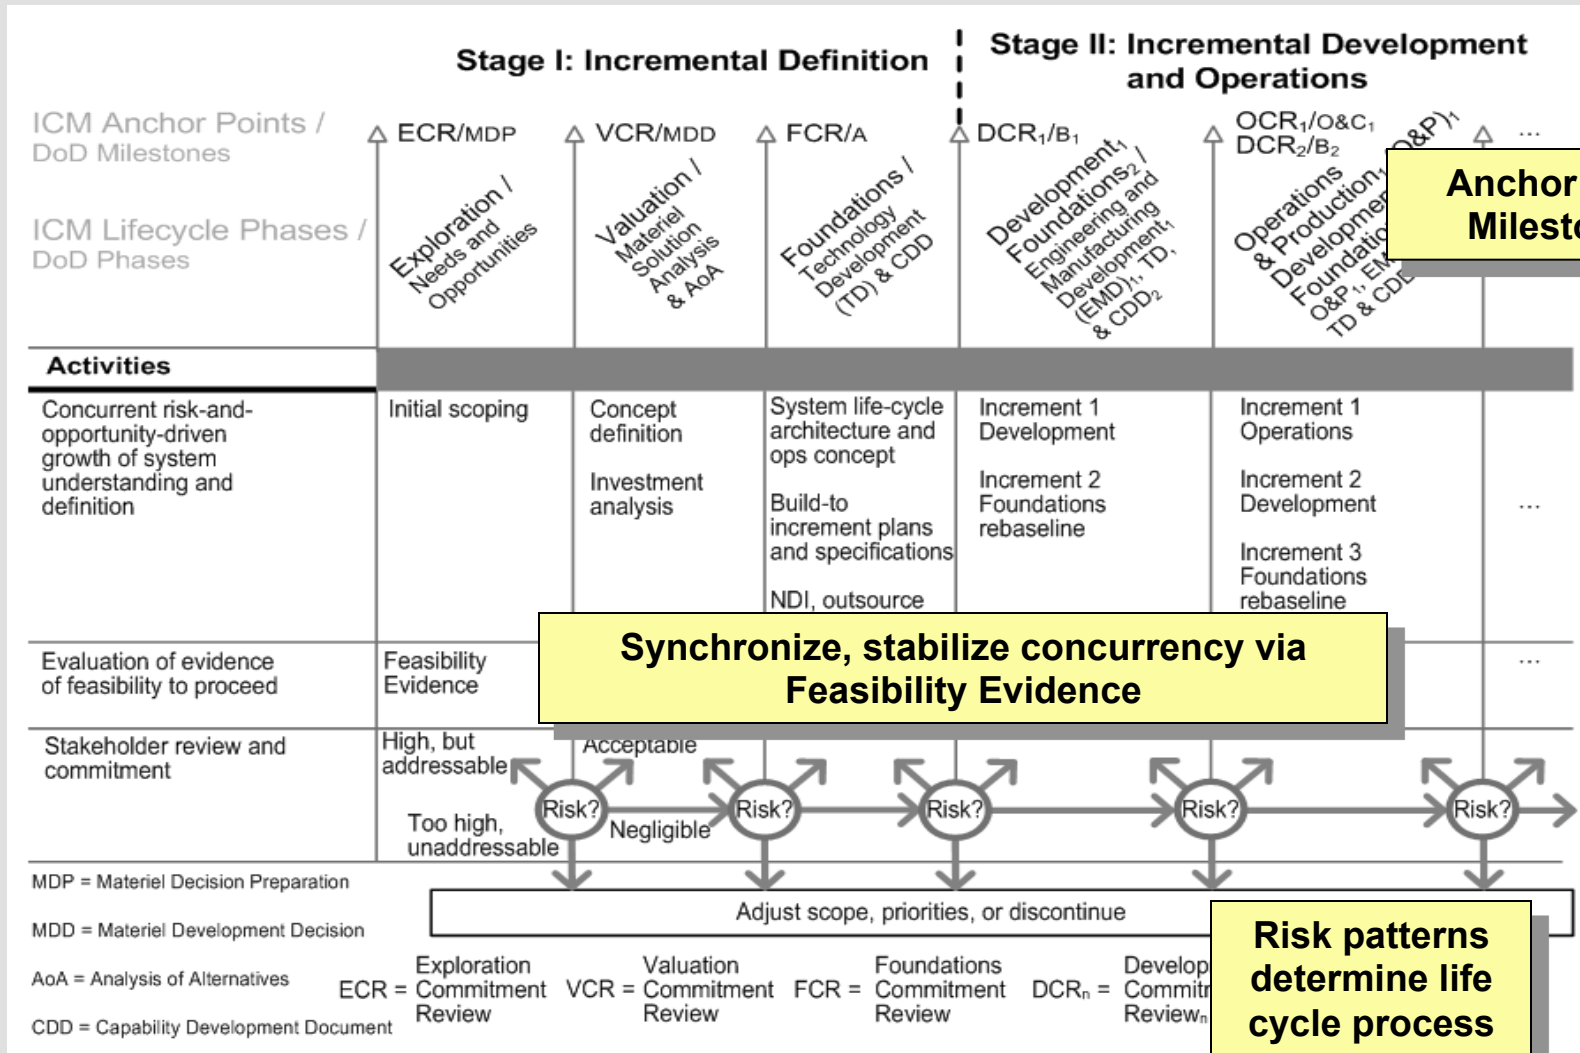 Stage I: Incremental Definition
Stage II: Incremental Development
and Operations
ICM Anchor Points /
DoD Milestones
ECR/MDP
VCR/MDD
FCR/A
DCR₁/B₁
OCR₁/O&C₁
DCR₂/B₂
...
ICM Lifecycle Phases /
DoD Phases
Exploration /
Needs and
Opportunities
Valuation /
Materiel
Solution
Analysis
& AoA
Foundations /
Technology
Development
(TD) & CDD
Development₁
Foundations₂ /
Engineering and
Manufacturing
Development₁
(EMD)₁, TD,
& CDD₂
Operations
& Production₁
O&P)₁
O&P₁,
TD &
Anchor
Activities
Concurrent risk-and-
opportunity-driven
growth of system
understanding and
definition
Initial scoping
Concept
definition
Investment
analysis
System life-cycle
architecture and
ops concept
Build-to
increment plans
and specifications
NDI, outsource
Increment 1
Development
Increment 2
Foundations
rebaseline
Increment 1
Operations
Increment 2
Development
Increment 3
Foundations
rebaseline
...
Synchronize, stabilize concurrency via
Feasibility Evidence
Evaluation of evidence
of feasibility to proceed
Feasibility
Evidence
...
Stakeholder review and
commitment
High, but
addressable
Acceptable
Too high,
unaddressable
Negligible
Risk?
Risk?
Risk?
Risk?
Risk?
Adjust scope, priorities, or discontinue
MDP = Materiel Decision Preparation
MDD = Materiel Development Decision
AoA = Analysis of Alternatives
CDD = Capability Development Document
ECR = Exploration
Commitment
Review
VCR = Valuation
Commitment
Review
FCR = Foundations
Commitment
Review
DCRₙ =
Reviewₙ
Risk patterns
determine life
cycle process